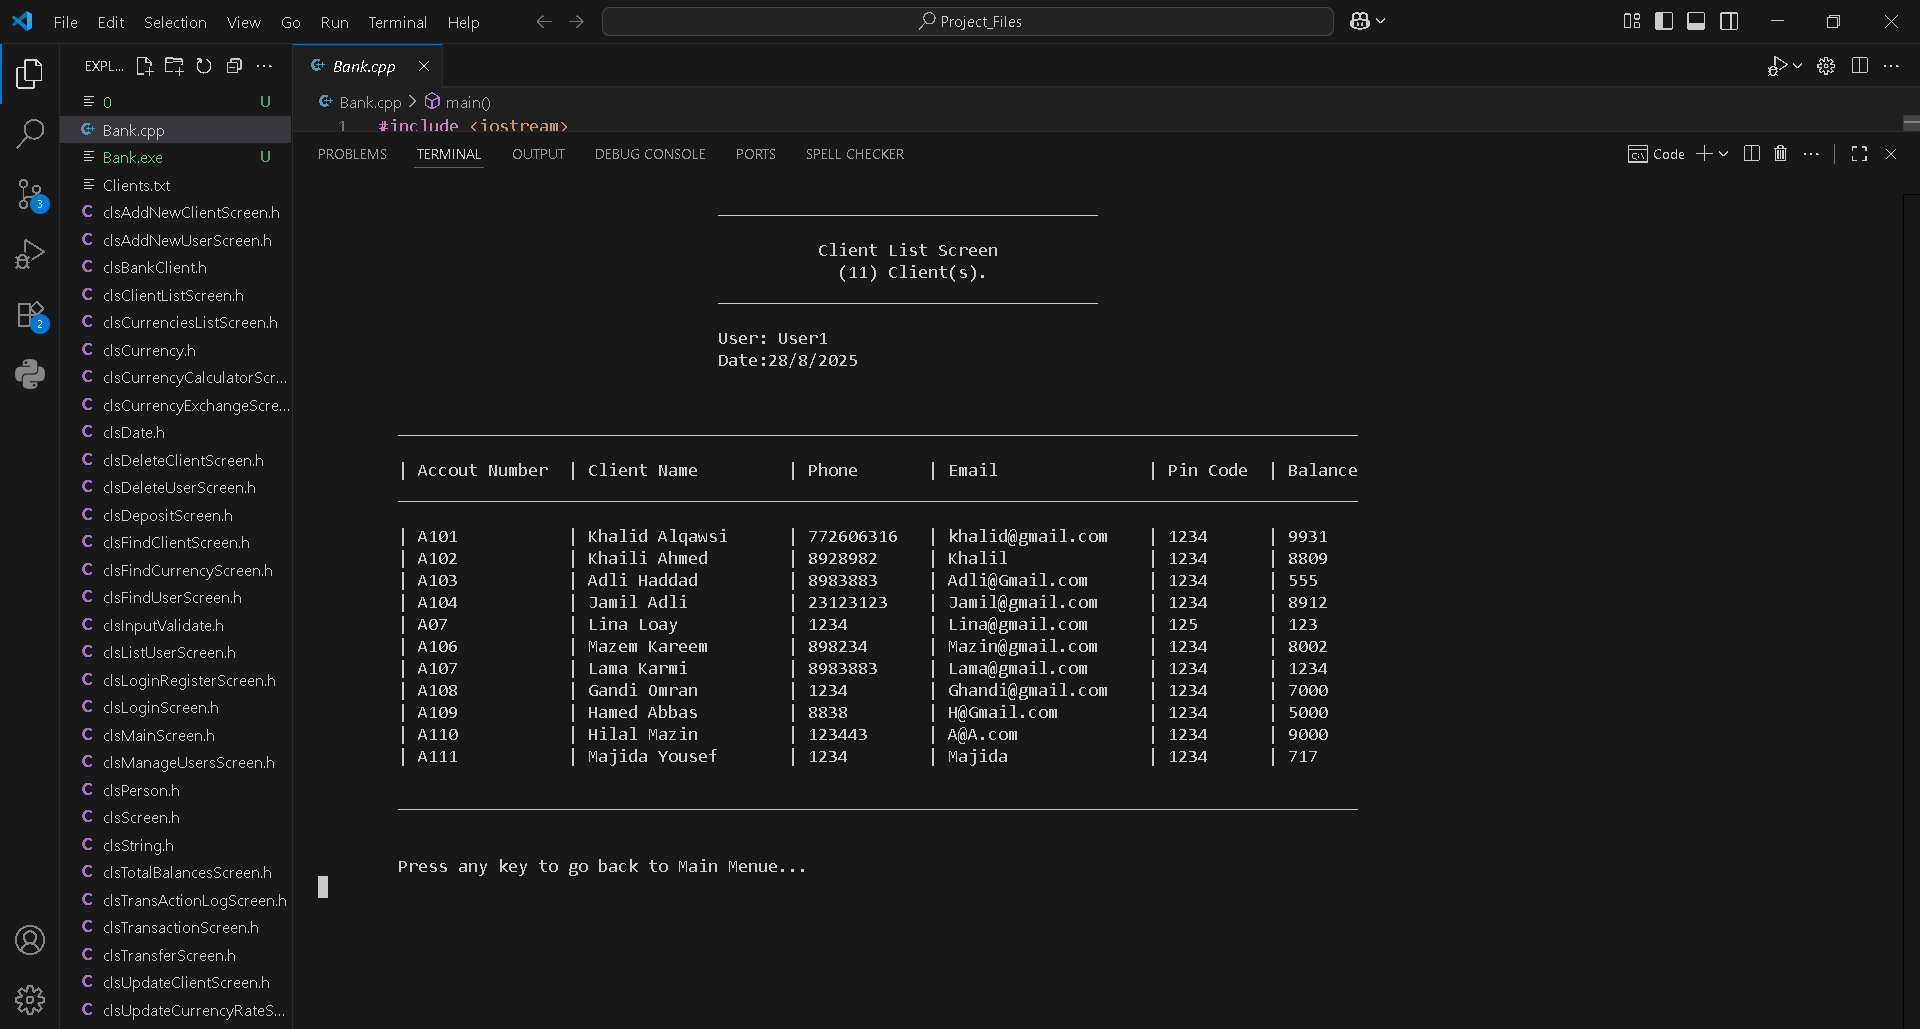 File Edit Selection View Go Run Terminal Help
Project_Files
EXPL...
Bank.cpp
0 U
Bank.cpp
Bank.exe U
Clients.txt
clsAddNewClientScreen.h
clsAddNewUserScreen.h
clsBankClient.h
clsClientListScreen.h
clsCurrenciesListScreen.h
clsCurrency.h
clsCurrencyCalculatorScr...
clsCurrencyExchangeScre...
clsDate.h
clsDeleteClientScreen.h
clsDeleteUserScreen.h
clsDepositScreen.h
clsFindClientScreen.h
clsFindCurrencyScreen.h
clsFindUserScreen.h
clsInputValidate.h
clsListUserScreen.h
clsLoginRegisterScreen.h
clsLoginScreen.h
clsMainScreen.h
clsManageUsersScreen.h
clsPerson.h
clsScreen.h
clsString.h
clsTotalBalancesScreen.h
clsTransActionLogScreen.h
clsTransactionScreen.h
clsTransferScreen.h
clsUpdateClientScreen.h
clsUpdateCurrencyRateS...
3
2
Bank.cpp > main()
1 #include <iostream>
PROBLEMS TERMINAL OUTPUT DEBUG CONSOLE PORTS SPELL CHECKER
Code
Client List Screen
(11) Client(s).
User: User1
Date:28/8/2025
| Accout Number | Client Name | Phone | Email | Pin Code | Balance
| A101 | Khalid Alqawsi | 772606316 | khalid@gmail.com | 1234 | 9931
| A102 | Khaili Ahmed | 8928982 | Khalil | 1234 | 8809
| A103 | Adli Haddad | 8983883 | Adli@Gmail.com | 1234 | 555
| A104 | Jamil Adli | 23123123 | Jamil@gmail.com | 1234 | 8912
| A07 | Lina Loay | 1234 | Lina@gmail.com | 125 | 123
| A106 | Mazem Kareem | 898234 | Mazin@gmail.com | 1234 | 8002
| A107 | Lama Karmi | 8983883 | Lama@gmail.com | 1234 | 1234
| A108 | Gandi Omran | 1234 | Ghandi@gmail.com | 1234 | 7000
| A109 | Hamed Abbas | 8838 | H@Gmail.com | 1234 | 5000
| A110 | Hilal Mazin | 123443 | A@A.com | 1234 | 9000
| A111 | Majida Yousef | 1234 | Majida | 1234 | 717
Press any key to go back to Main Menue...